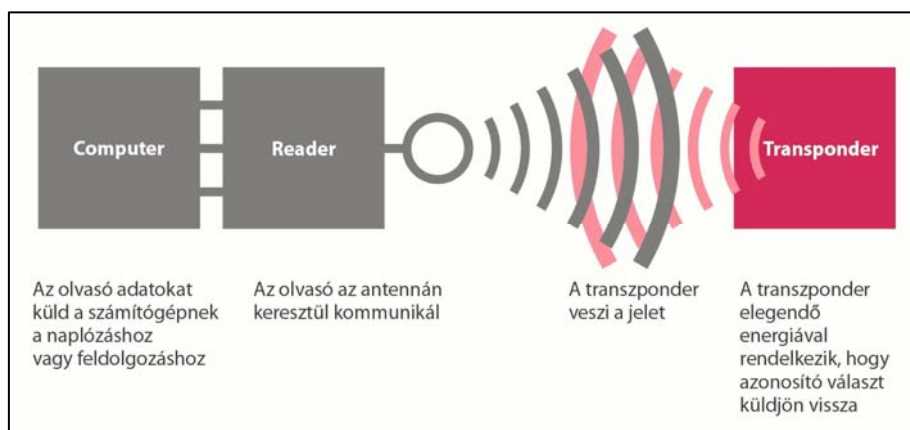 Computer
Reader
Transponder
Az olvasó adatokat
küld a számítógépnek
a naplózáshoz
vagy feldolgozáshoz
Az olvasó az antennán
keresztül kommunikál
A transzponder
veszi a jelet
A transzponder
elegendő
energiával
rendelkezik, hogy
azonosító választ
küldjön vissza